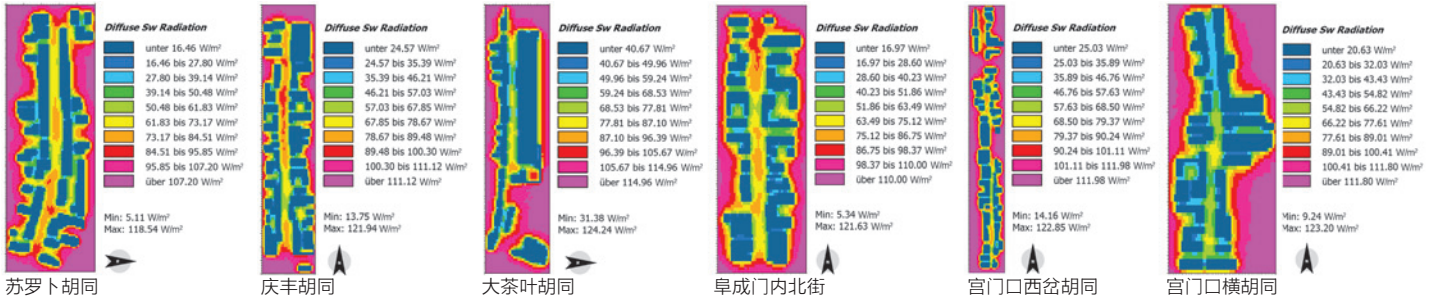 Diffuse Sw Radiation
unter 16.46 W/m²
16.46 bis 27.80 W/m²
27.80 bis 39.14 W/m²
39.14 bis 50.48 W/m²
50.48 bis 61.83 W/m²
61.83 bis 73.17 W/m²
73.17 bis 84.51 W/m²
84.51 bis 95.85 W/m²
95.85 bis 107.20 W/m²
über 107.20 W/m²
Min: 5.11 W/m²
Max: 118.54 W/m²
苏罗卜胡同
Diffuse Sw Radiation
unter 24.57 W/m²
24.57 bis 35.39 W/m²
35.39 bis 46.21 W/m²
46.21 bis 57.03 W/m²
57.03 bis 67.85 W/m²
67.85 bis 78.67 W/m²
78.67 bis 89.48 W/m²
89.48 bis 100.30 W/m²
100.30 bis 111.12 W/m²
über 111.12 W/m²
Min: 13.75 W/m²
Max: 121.94 W/m²
庆丰胡同
Diffuse Sw Radiation
unter 40.67 W/m²
40.67 bis 49.96 W/m²
49.96 bis 59.24 W/m²
59.24 bis 68.53 W/m²
68.53 bis 77.81 W/m²
77.81 bis 87.10 W/m²
87.10 bis 96.39 W/m²
96.39 bis 105.67 W/m²
105.67 bis 114.96 W/m²
über 114.96 W/m²
Min: 31.38 W/m²
Max: 124.24 W/m²
大茶叶胡同
Diffuse Sw Radiation
unter 16.97 W/m²
16.97 bis 28.60 W/m²
28.60 bis 40.23 W/m²
40.23 bis 51.86 W/m²
51.86 bis 63.49 W/m²
63.49 bis 75.12 W/m²
75.12 bis 86.75 W/m²
86.75 bis 98.37 W/m²
98.37 bis 110.00 W/m²
über 110.00 W/m²
Min: 5.34 W/m²
Max: 121.63 W/m²
阜成门内北街
Diffuse Sw Radiation
unter 25.03 W/m²
25.03 bis 35.89 W/m²
35.89 bis 46.76 W/m²
46.76 bis 57.63 W/m²
57.63 bis 68.50 W/m²
68.50 bis 79.37 W/m²
79.37 bis 90.24 W/m²
90.24 bis 101.11 W/m²
101.11 bis 111.98 W/m²
über 111.98 W/m²
Min: 14.16 W/m²
Max: 122.85 W/m²
宫门口西岔胡同
Diffuse Sw Radiation
unter 20.63 W/m²
20.63 bis 32.03 W/m²
32.03 bis 43.43 W/m²
43.43 bis 54.82 W/m²
54.82 bis 66.22 W/m²
66.22 bis 77.61 W/m²
77.61 bis 89.01 W/m²
89.01 bis 100.41 W/m²
100.41 bis 111.80 W/m²
über 111.80 W/m²
Min: 9.24 W/m²
Max: 123.20 W/m²
宫门口横胡同